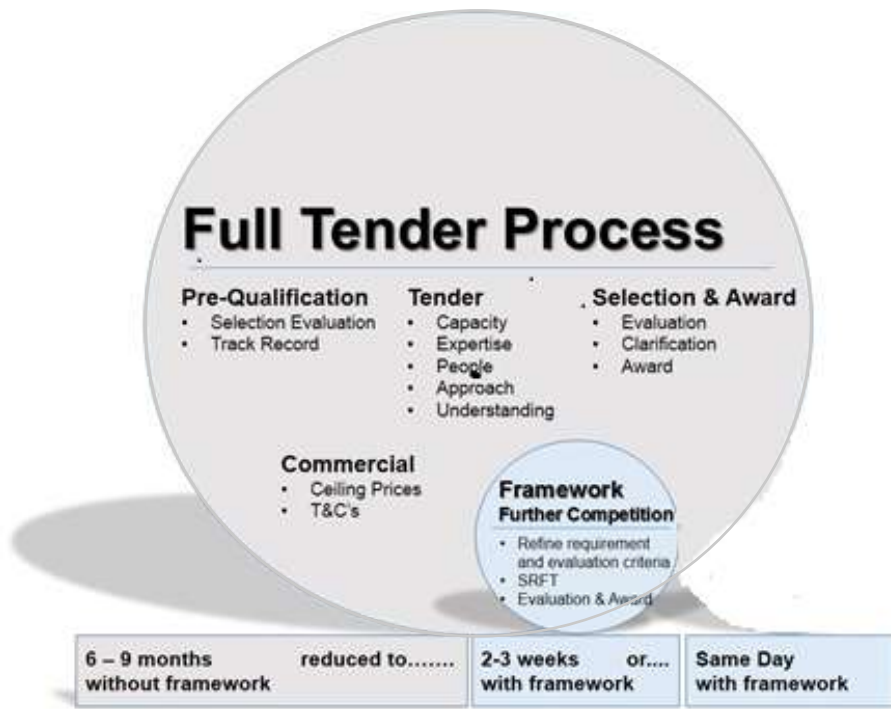 Full Tender Process
Pre-Qualification
• Selection Evaluation
• Track Record
Tender
• Capacity
• Expertise
• People
• Approach
• Understanding
Selection & Award
• Evaluation
• Clarification
• Award
Commercial
• Ceiling Prices
• T&C's
Framework
Further Competition
• Refine requirement
and evaluation criteria
• SRFT
• Evaluation & Award
6 – 9 months reduced to.......
without framework
2-3 weeks or....
with framework
Same Day
with framework